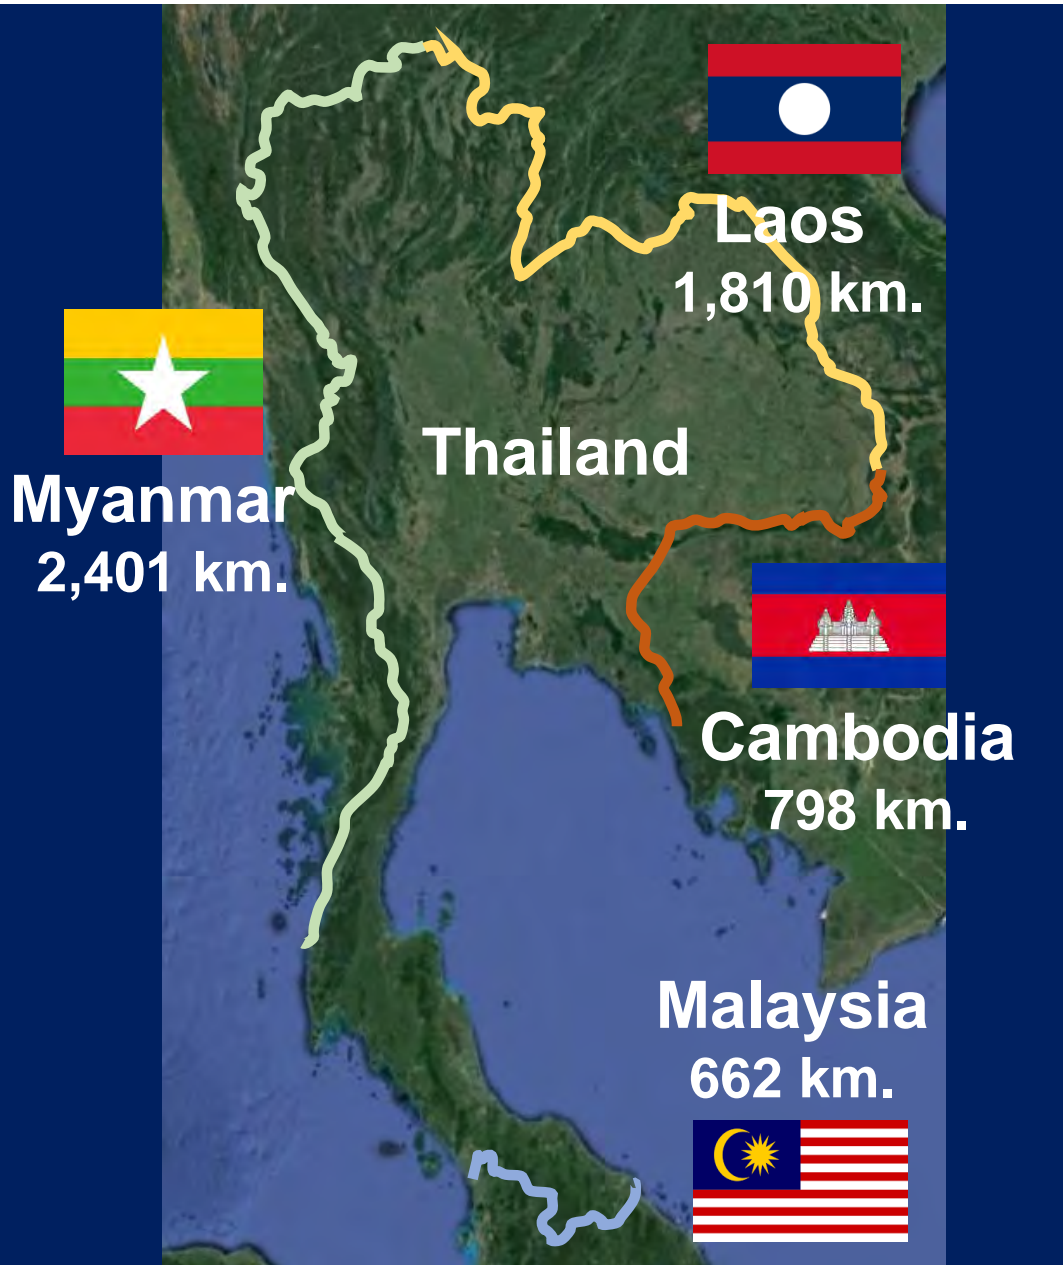 Laos
1,810 km.
Thailand
Myanmar
2,401 km.
Cambodia
798 km.
Malaysia
662 km.